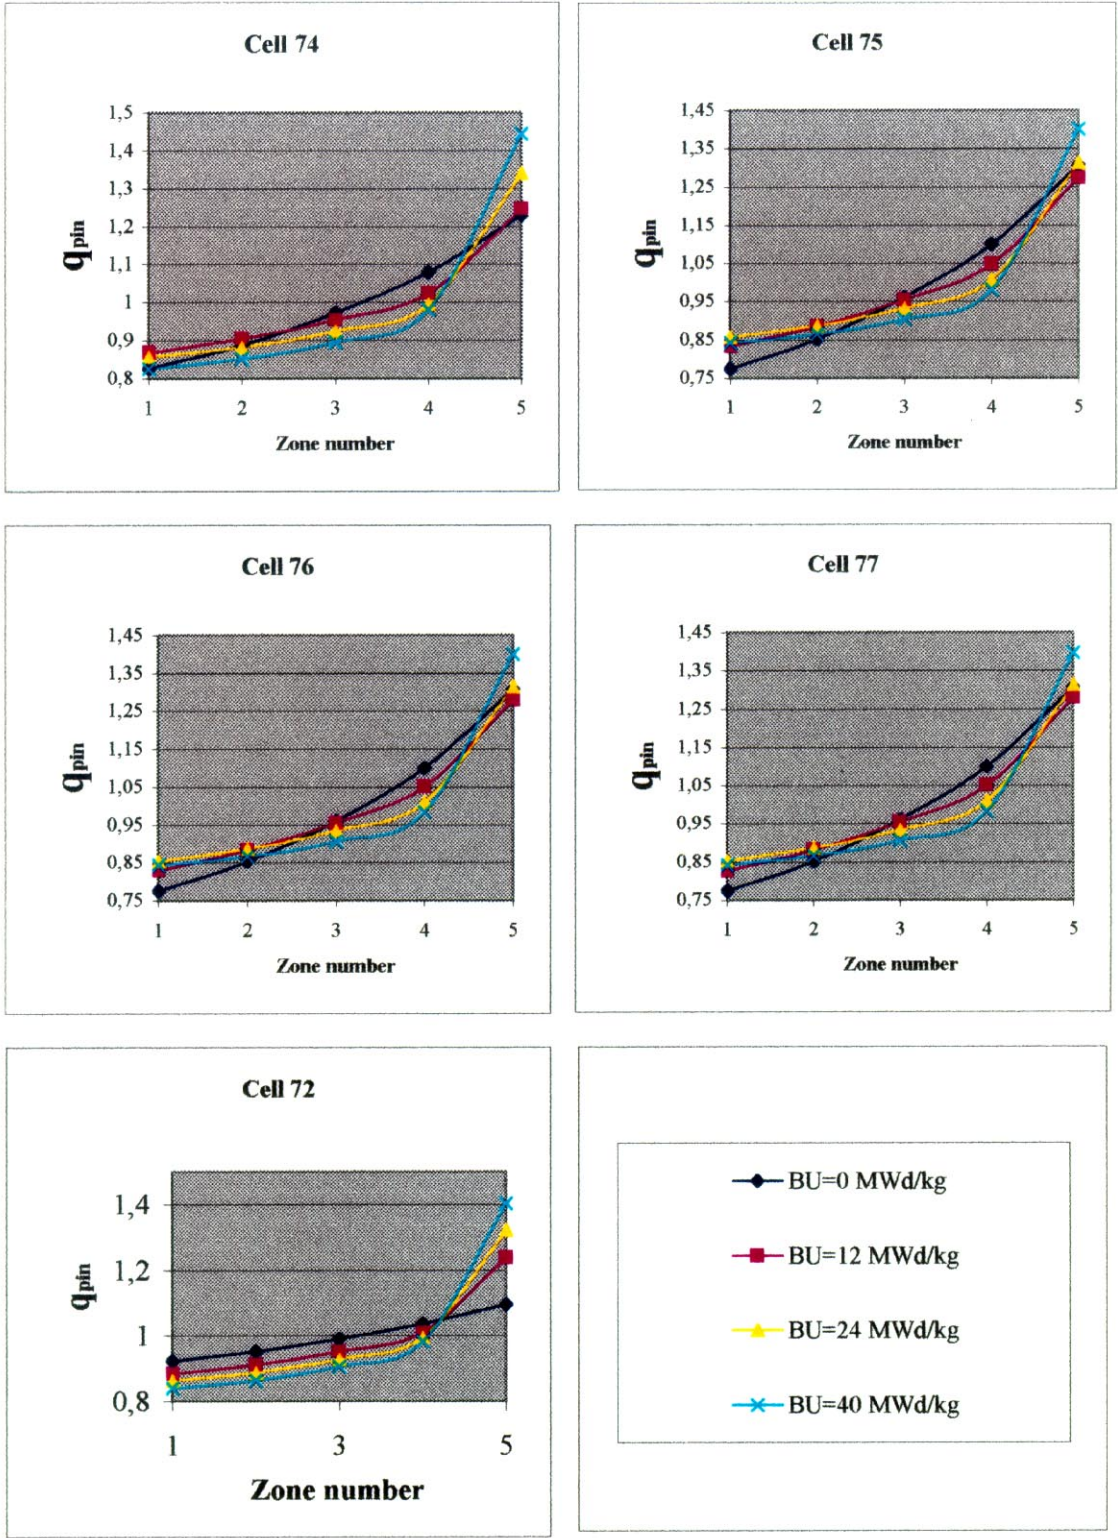 Cell 74
1,5
1,4
1,3
1,2
1,1
1
0,9
0,8
q pin
1 2 3 4 5
Zone number
Cell 75
1,45
1,35
1,25
1,15
1,05
0,95
0,85
0,75
q pin
1 2 3 4 5
Zone number
Cell 76
1,45
1,35
1,25
1,15
1,05
0,95
0,85
0,75
q pin
1 2 3 4 5
Zone number
Cell 77
1,45
1,35
1,25
1,15
1,05
0,95
0,85
0,75
q pin
1 2 3 4 5
Zone number
Cell 72
1,4
1,2
1
0,8
q pin
1 3 5
Zone number
BU=0 MWd/kg
BU=12 MWd/kg
BU=24 MWd/kg
BU=40 MWd/kg